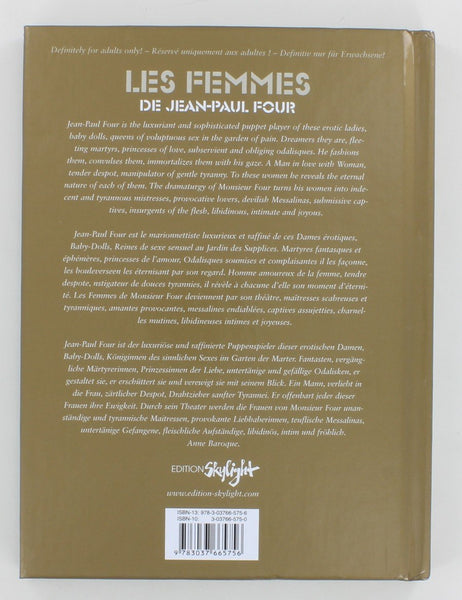 Definitely for adults only! – Réservé uniquement aux adultes ! – Definitiv nur für Erwachsene!
LES FEMMES
DE JEAN-PAUL FOUR
Jean-Paul Four is the luxuriant and sophisticated puppet player of these erotic ladies,
baby dolls, queens of voluptuous sex in the garden of pain. Dreamers they are, flee-
ting martyrs, princesses of love, subservient and obliging odalisques. He fashions
them, convulses them, immortalizes them with his gaze. A Man in love with Woman,
tender despot, manipulator of gentle tyranny. To these women he reveals the eternal
nature of each of them. The dramaturgy of Monsieur Four turns his women into inde-
cent and tyrannous mistresses, provocative lovers, devilish Messalinas, submissive cap-
tives, insurgents of the flesh, libidinous, intimate and joyous.
Jean-Paul Four est le marionnettiste luxurieux et raffiné de ces Dames érotiques,
Baby-Dolls, Reines de sexe sensuel au Jardin des Supplices. Martyres fantasques et
éphémères, princesses de l'amour, Odalisques soumises et complaisantes il les façonne,
les bouleversent les éternisant par son regard. Homme amoureux de la femme, tendre
despote, nstigateur de douces tyrannies, il révèle à chacune d'elle son moment d'éterni-
té. Les Femmes de Monsieur Four deviennent par son théâtre, maîtresses scabreuses et
tyranniques, amantes provocantes, messalines endiablées, captives assujetties, charnel-
les mutines, libidineuses intimes et joyeuses.
Jean-Paul Four ist der luxuriöse und raffinierte Puppenspieler dieser erotischen Damen,
Baby-Dolls, Königinnen des sinnlichen Sexes im Garten der Marter. Fantasten, vergäng-
liche Märtyrerinnen, Prinzessinnen der Liebe, untertänige und gefällige Odalisken, er
gestaltet sie, er erschüttert sie und verewigt sie mit seinem Blick. Ein Mann, verliebt in
die Frau, zärtlicher Despot, Drahtzieher sanfter Tyrannei. Er offenbart jeder dieser
Frauen ihre Ewigkeit. Durch sein Theater werden die Frauen von Monsieur Four unan-
ständige und tyrannische Maitressen, provokante Liebhaberinnen, teuflische Messalinas,
untertänige Gefangene, fleischliche Aufständige, libidinös, intim und fröhlich.
Anne Baroque.
EDITION Skylight
www.edition-skylight.com
ISBN-13: 978-3-03766-575-6
ISBN-10: 3-03766-575-0
9 783037 665756